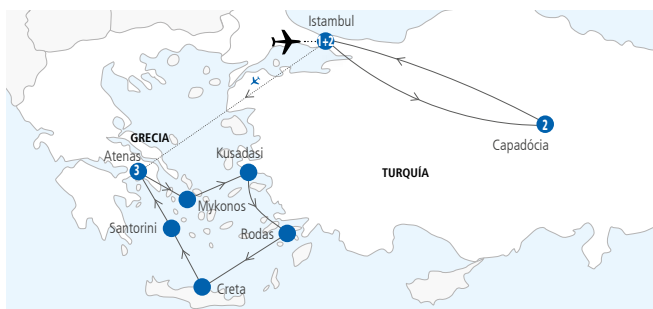 Istambul
1+2
2
Capadócia
GRECIA
Atenas
3
Kusadasi
TURQUÍA
Mykonos
Santorini
Rodas
Creta